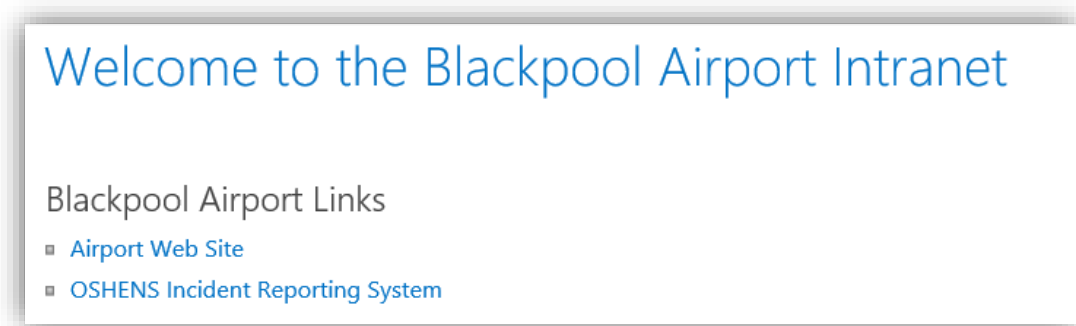 Welcome to the Blackpool Airport Intranet
Blackpool Airport Links
Airport Web Site
OSHENS Incident Reporting System